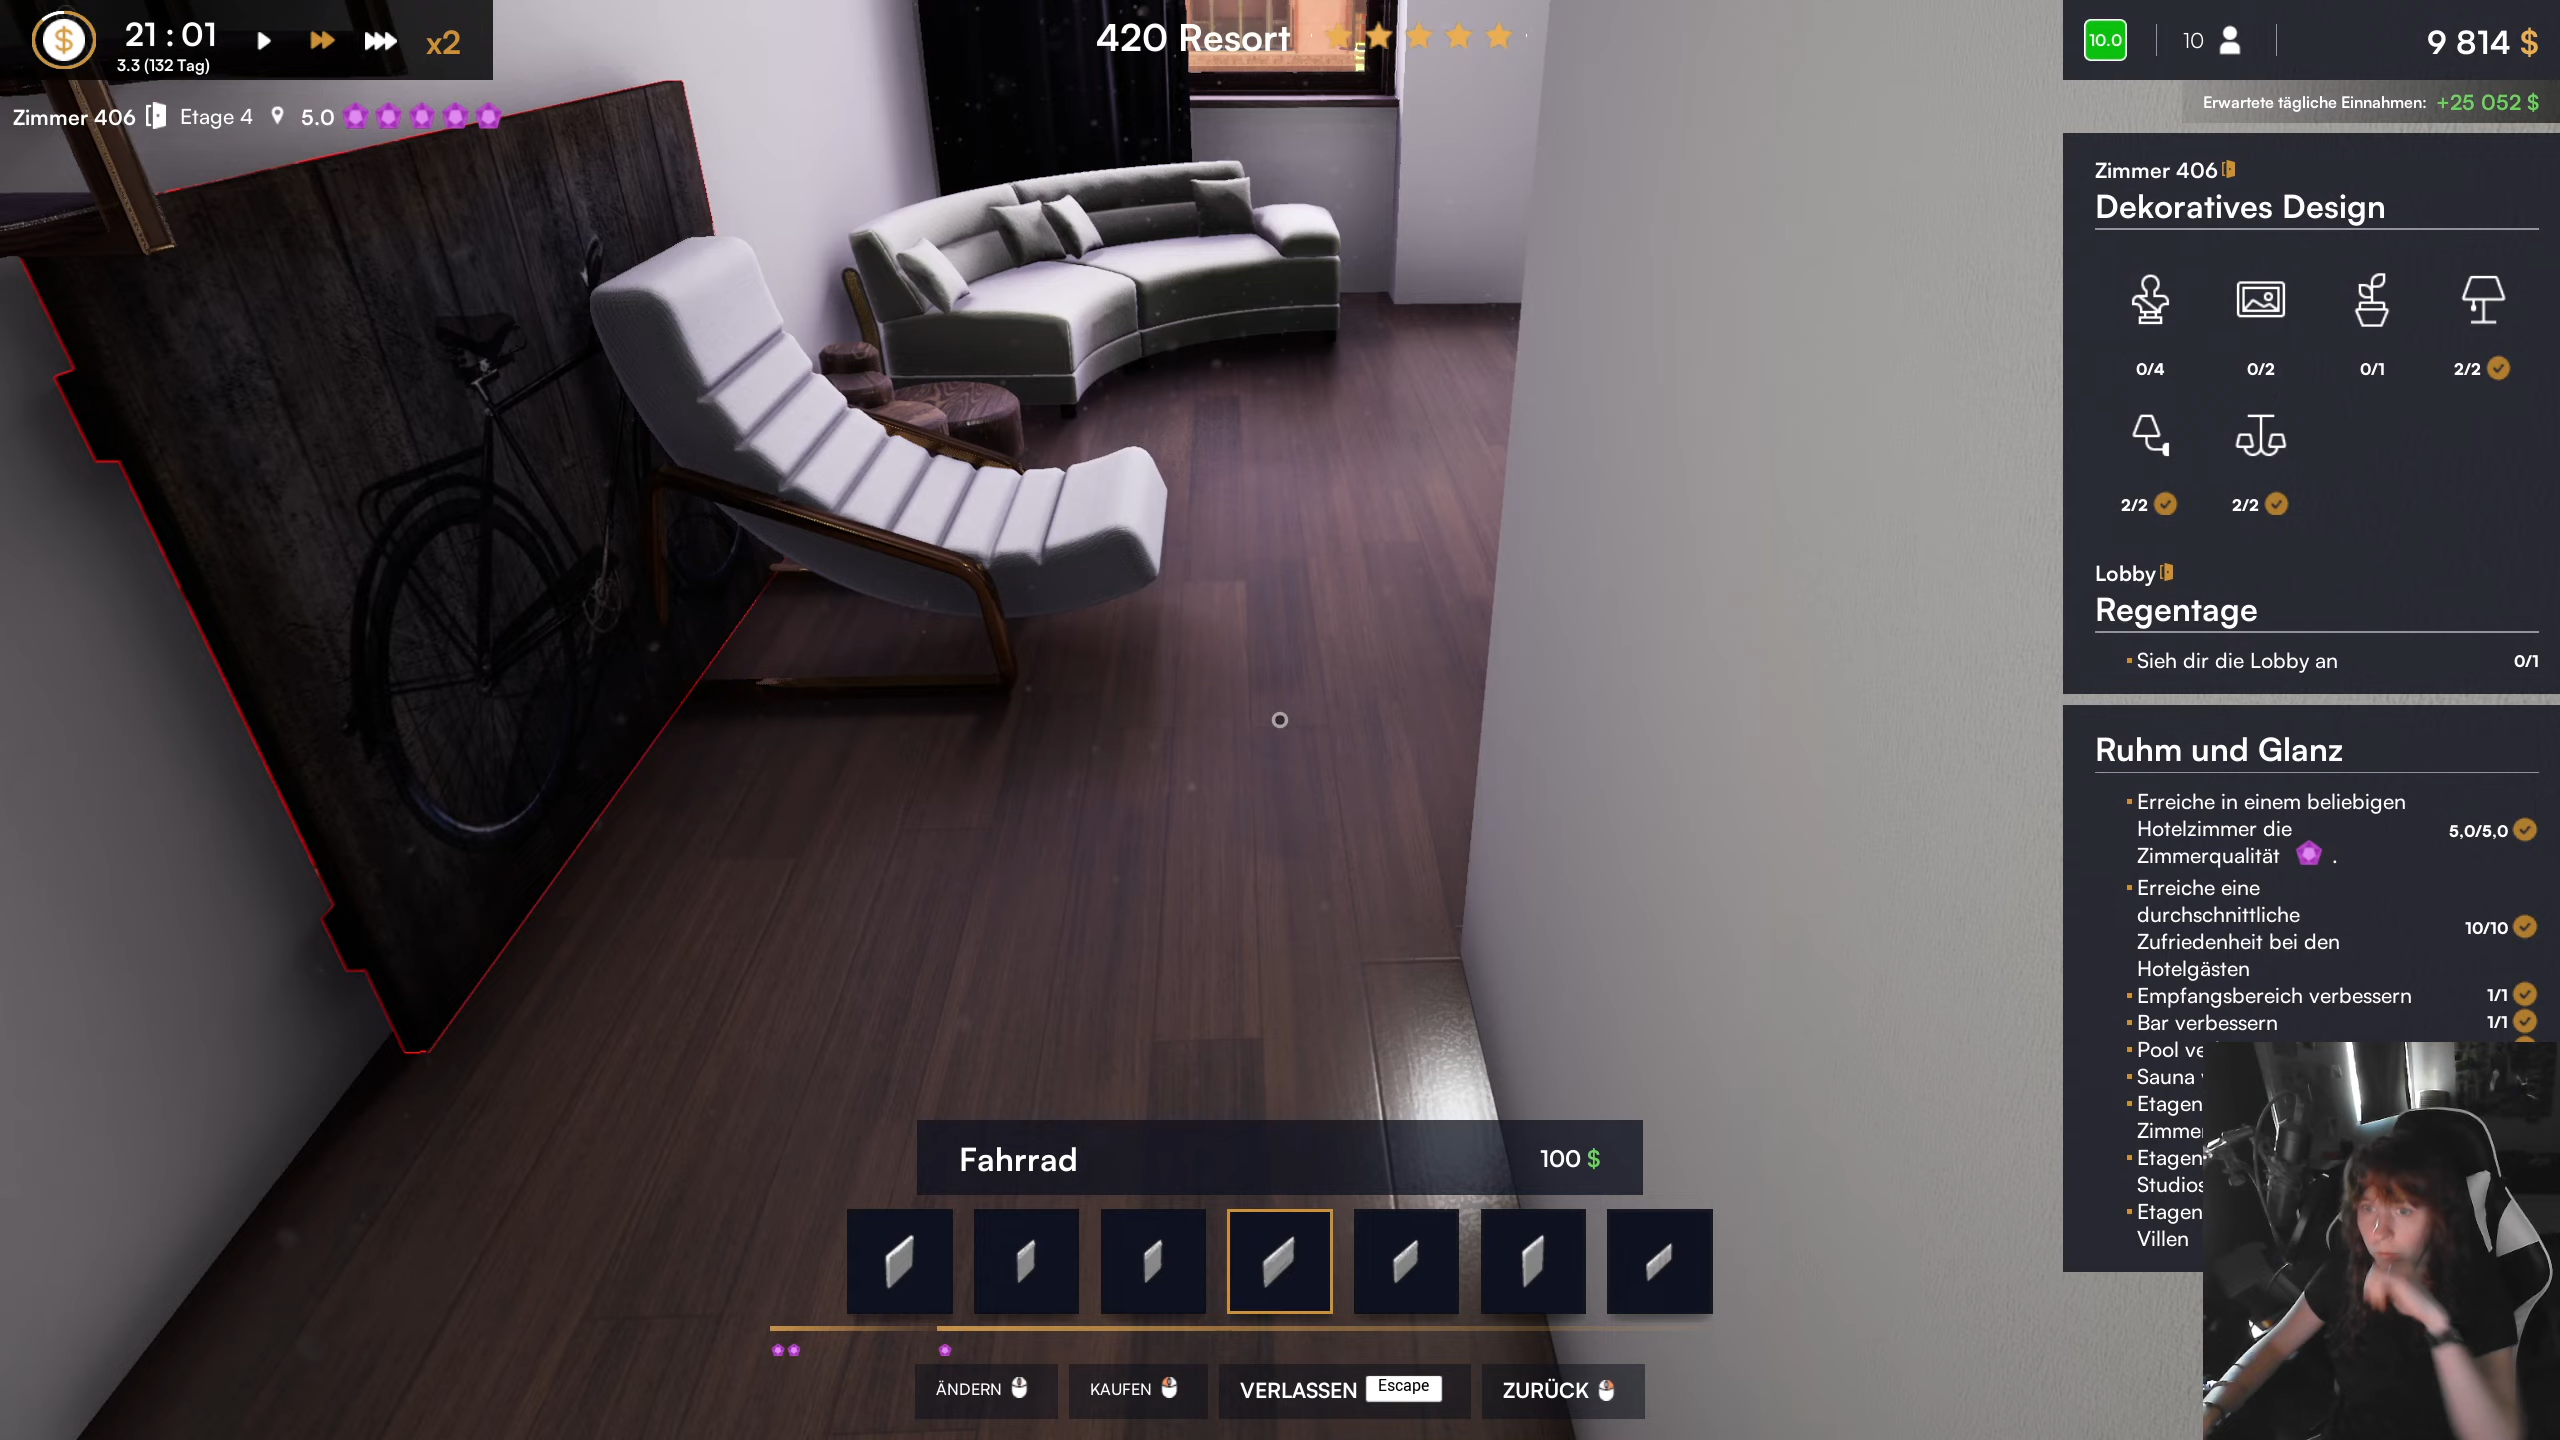 21 : 01
x2
3.3 (132 Tag)
420 Resort
10.0
10
9 814 $
Erwartete tägliche Einnahmen: +25 052 $
Zimmer 406 Etage 4 5.0
Zimmer 406
Dekoratives Design
0/4 0/2 0/1 2/2
2/2 2/2
Lobby
Regentage
Sieh dir die Lobby an 0/1
Ruhm und Glanz
Erreiche in einem beliebigen
Hotelzimmer die 5,0/5,0
Zimmerqualität .
Erreiche eine
durchschnittliche
Zufriedenheit bei den 10/10
Hotelgästen
Empfangsbereich verbessern 1/1
Bar verbessern 1/1
Pool
Sauna
Etagen
Etagen
Etagen
Villen
Fahrrad 100 $
ÄNDERN KAUFEN VERLASSEN Escape ZURÜCK